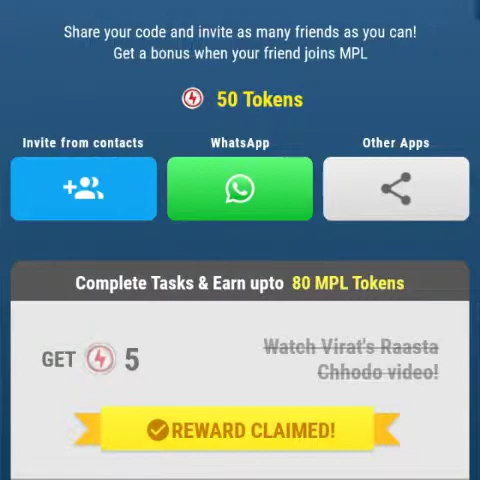 Share your code and invite as many friends as you can!
Get a bonus when your friend joins MPL
50 Tokens
Invite from contacts
WhatsApp
Other Apps
Complete Tasks & Earn upto 80 MPL Tokens
GET 5
Watch Virat's Raasta
Chhodo video!
REWARD CLAIMED!